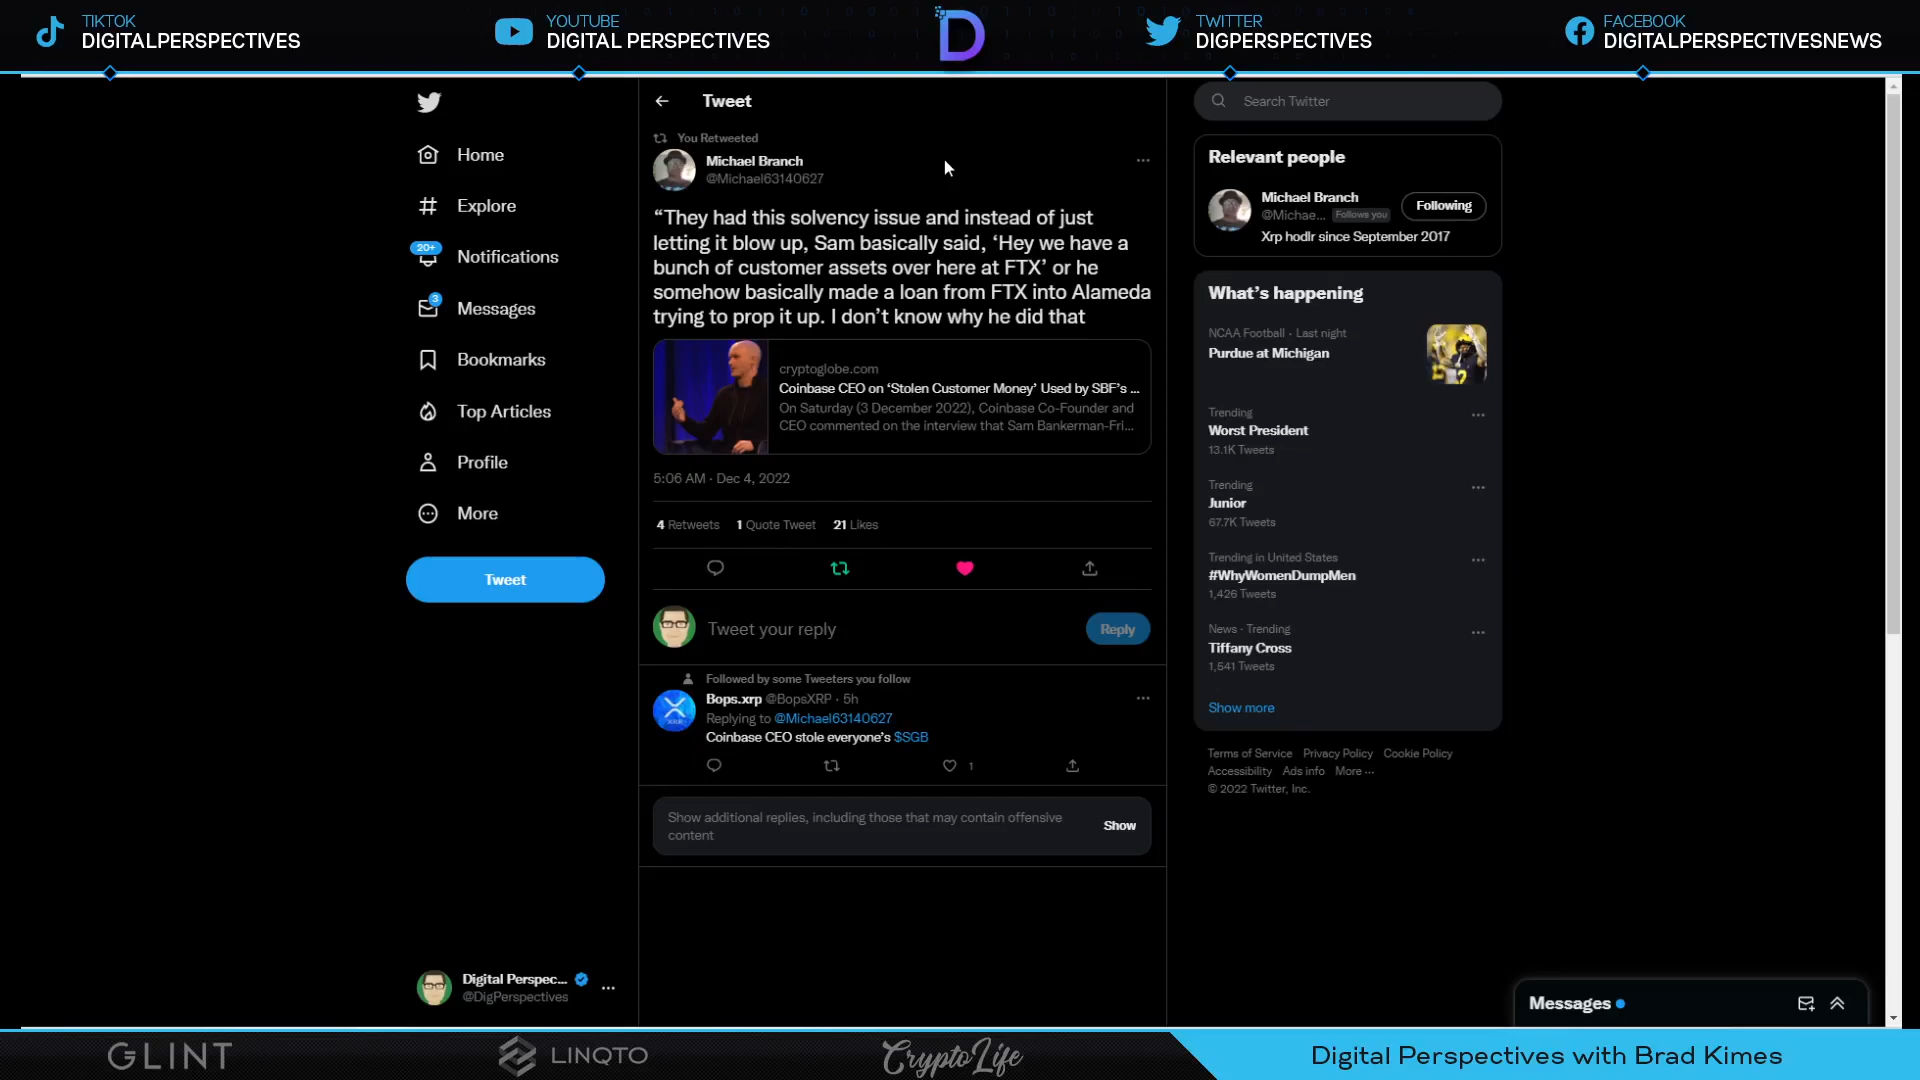 TIKTOK
DIGITALPERSPECTIVES
YOUTUBE
DIGITAL PERSPECTIVES
D
TWITTER
DIGPERSPECTIVES
FACEBOOK
DIGITALPERSPECTIVESNEWS
Home
Explore
20+
Notifications
3
Messages
Bookmarks
Top Articles
Profile
More
Tweet
Digital Perspec...
@DigPerspectives
Tweet
You Retweeted
Michael Branch
@Michael63140627
“They had this solvency issue and instead of just
letting it blow up, Sam basically said, ‘Hey we have a
bunch of customer assets over here at FTX’ or he
somehow basically made a loan from FTX into Alameda
trying to prop it up. I don’t know why he did that
cryptoglobe.com
Coinbase CEO on ‘Stolen Customer Money’ Used by SBF’s ...
On Saturday (3 December 2022), Coinbase Co-Founder and
CEO commented on the interview that Sam Bankerman-Fri...
5:06 AM · Dec 4, 2022
4 Retweets 1 Quote Tweet 21 Likes
Tweet your reply
Reply
Followed by some Tweeters you follow
Bops.xrp @BopsXRP · 5h
XRP
Replying to @Michael63140627
Coinbase CEO stole everyone’s $SGB
1
Show additional replies, including those that may contain offensive
content
Show
Search Twitter
Relevant people
Michael Branch
@Michae... Follows you
Following
Xrp hodlr since September 2017
What’s happening
NCAA Football · Last night
Purdue at Michigan
Trending
Worst President
13.1K Tweets
Trending
Junior
67.7K Tweets
Trending in United States
#WhyWomenDumpMen
1,426 Tweets
News · Trending
Tiffany Cross
1,541 Tweets
Show more
Terms of Service Privacy Policy Cookie Policy
Accessibility Ads info More ...
© 2022 Twitter, Inc.
Messages
GLINT
LINQTO
CryptoLife
Digital Perspectives with Brad Kimes